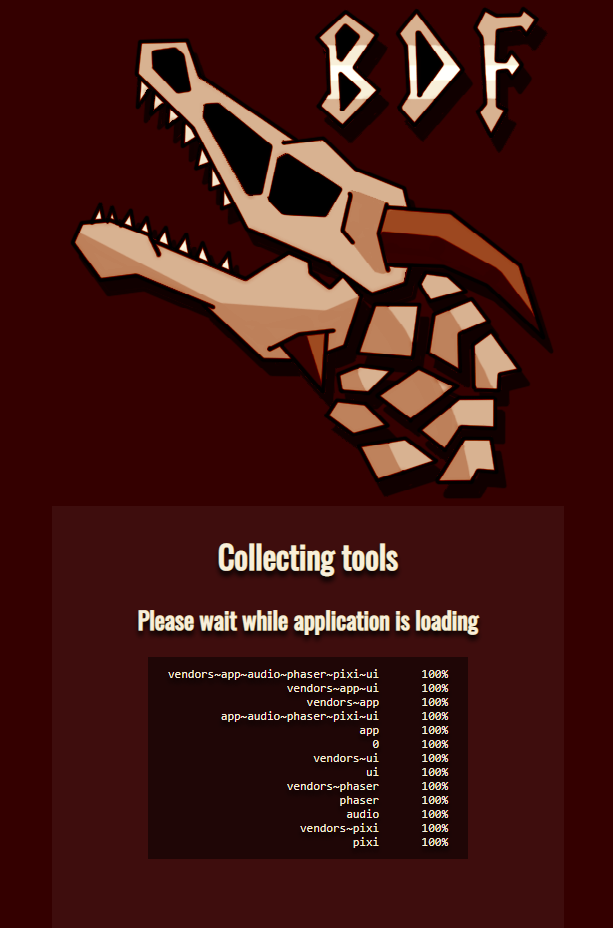 BDF
Collecting tools
Please wait while application is loading
vendors~app~audio~phaser~pixi~ui 100%
vendors~app~ui 100%
vendors~app 100%
app~audio~phaser~pixi~ui 100%
app 100%
0 100%
vendors~ui 100%
ui 100%
vendors~phaser 100%
phaser 100%
audio 100%
vendors~pixi 100%
pixi 100%